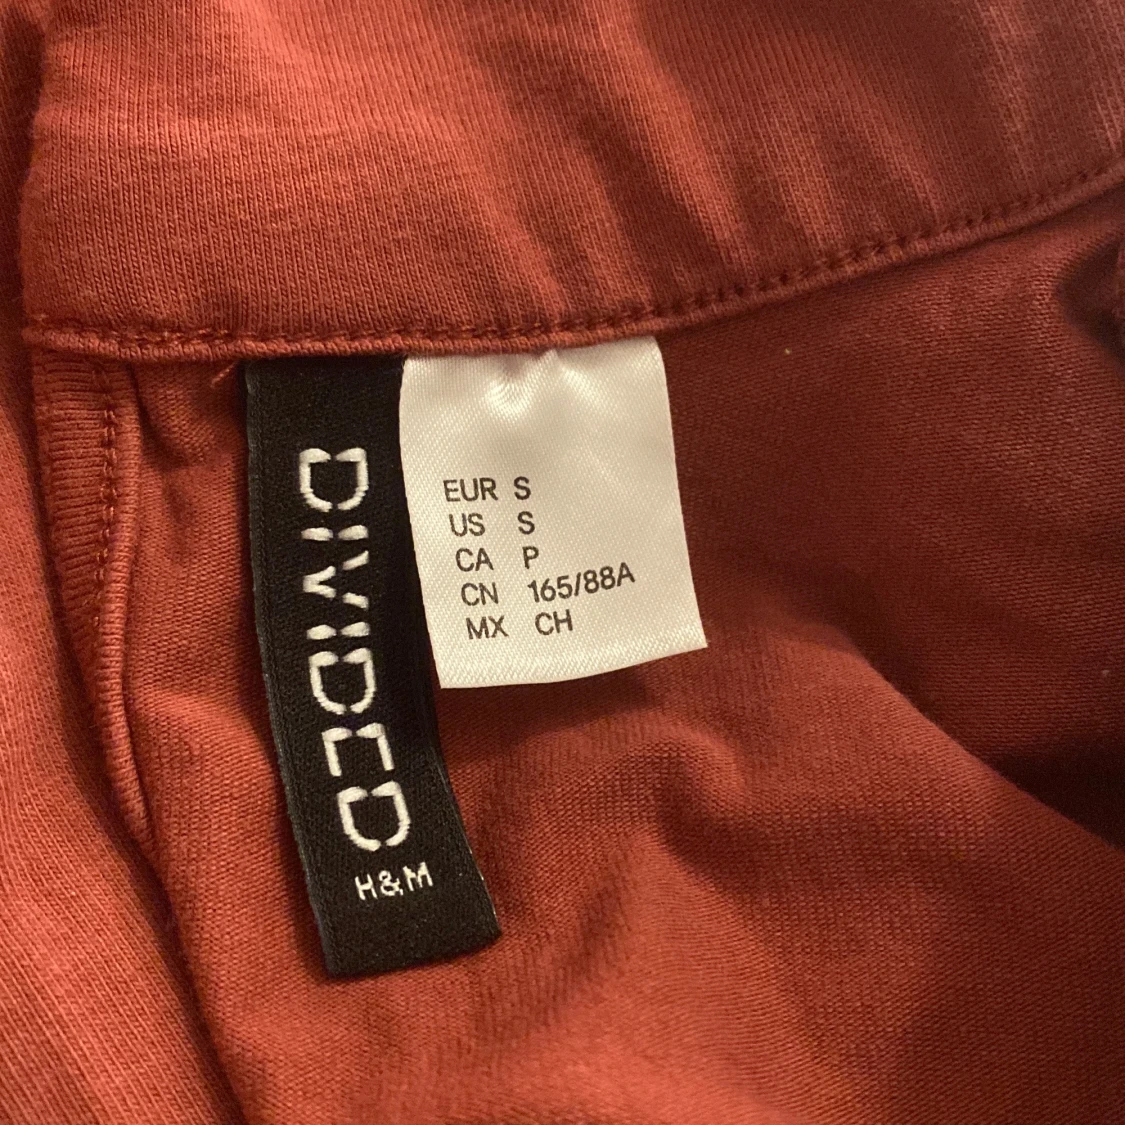 DIVIDED
H&M
EUR S
US S
CA P
CN 165/88A
MX CH